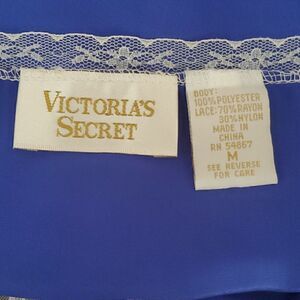 VICTORIA'S
SECRET
BODY:
100%POLYESTER
LACE:70%RAYON
30%NYLON
MADE IN
CHINA
RN 54867
M
SEE REVERSE
FOR CARE